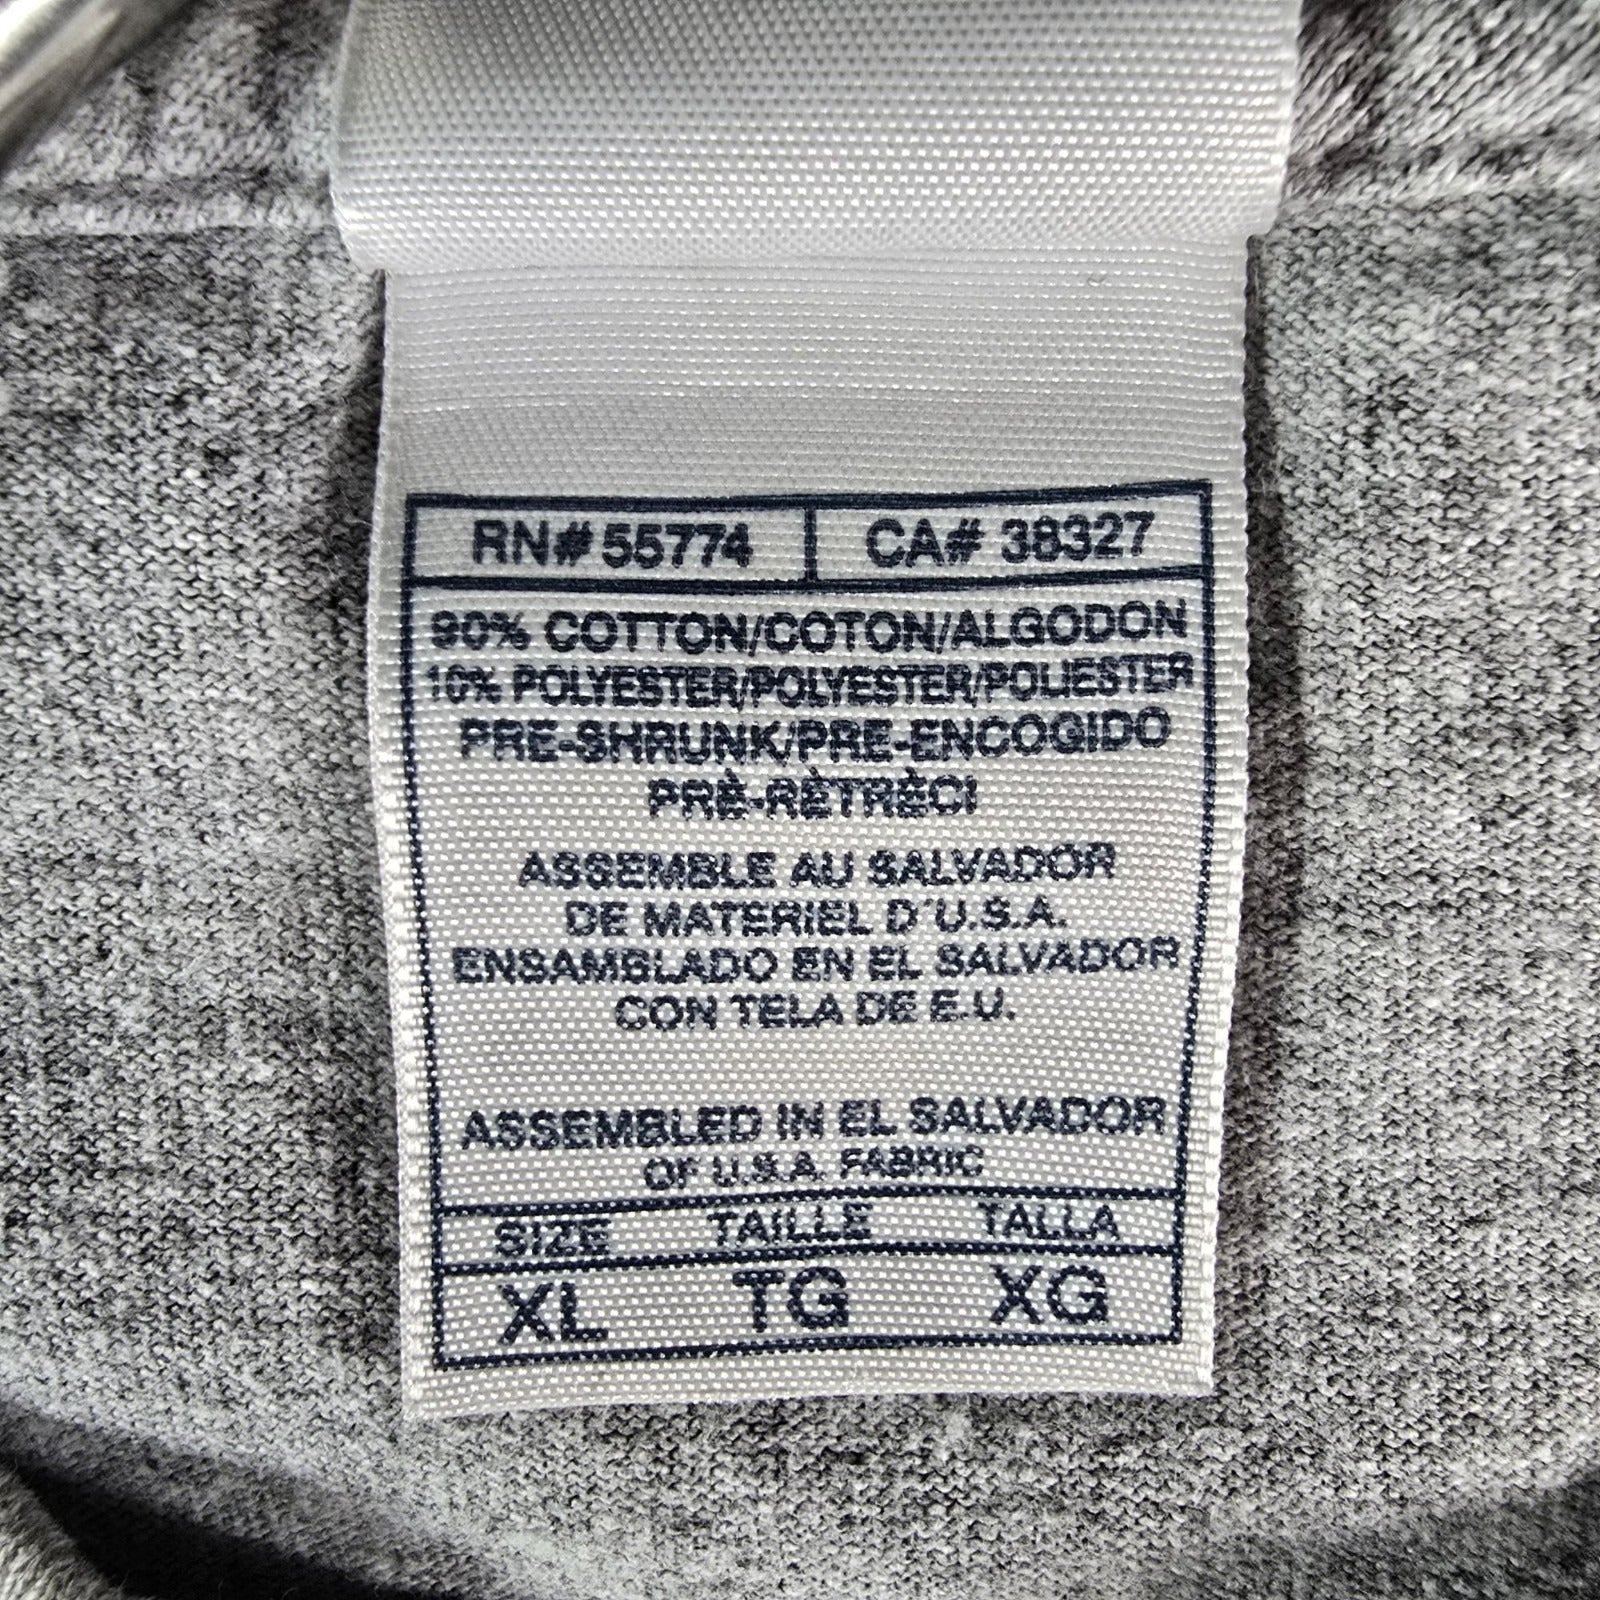 RN# 55774 CA# 38327
90% COTTON/COTON/ALGODON
10% POLYESTER/POLYESTER/POLIESTER
PRE-SHRUNK/PRE-ENCOGIDO
PRÈ-RÈTRÈCI
ASSEMBLE AU SALVADOR
DE MATERIEL D'U.S.A.
ENSAMBLADO EN EL SALVADOR
CON TELA DE E.U.
ASSEMBLED IN EL SALVADOR
OF U.S.A. FABRIC
SIZE TAILLE TALLA
XL TG XG